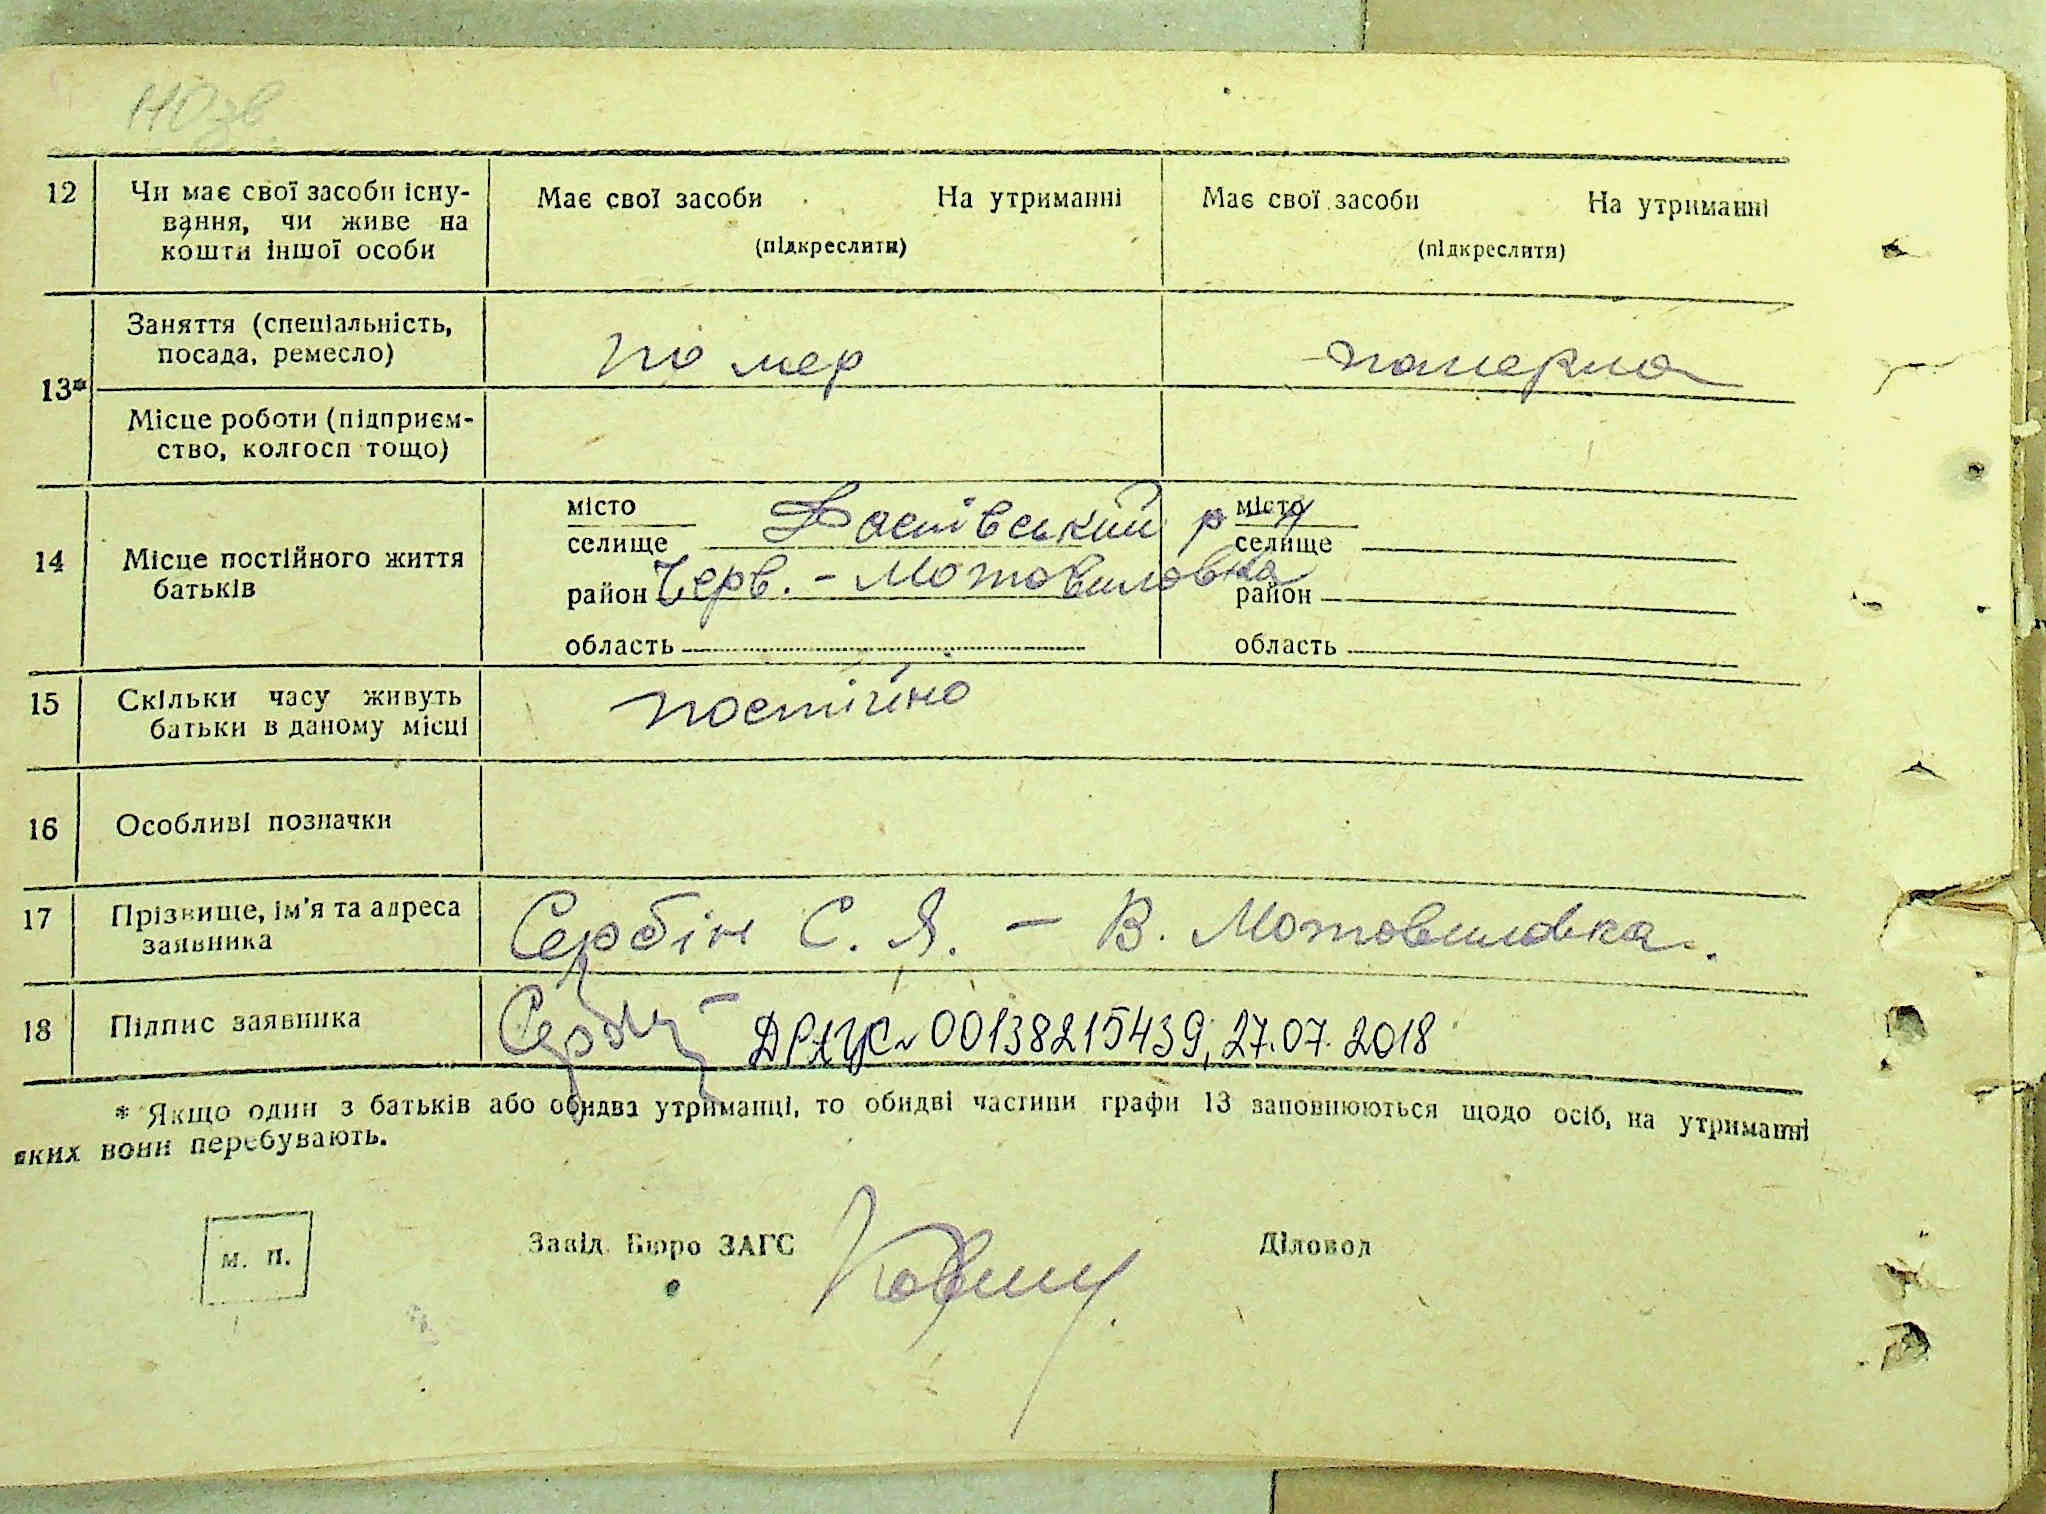 НОзв
12 Чи має свої засоби існу- Має свої засоби На утриманні Має свої засоби На утриманні
вання, чи живе на (підкреслити) (підкреслити)
кошти іншої особи
13* Заняття (спеціальність, помер померла
посада, ремесло)
Місце роботи (підприєм-
ство, колгосп тощо)
14 Місце постійного життя
батьків
місто Фастівський р-н місто
селище селище
район Черв. - Мотовиловка район
область область
15 Скільки часу живуть постійно
батьки в даному місці
16 Особливі позначки
17 Прізвище, ім'я та адреса Сербін С. Я. - В. Мотовиловка.
заявника
18 Підпис заявника ДРАЦС 00138215439, 27.07.2018
* Якщо один з батьків або обидва утриманці, то обидві частини графи 13 заповнюються щодо осіб, на утриманні
яких вони перебувають.
м. п. Завід. Бюро ЗАГС Діловод